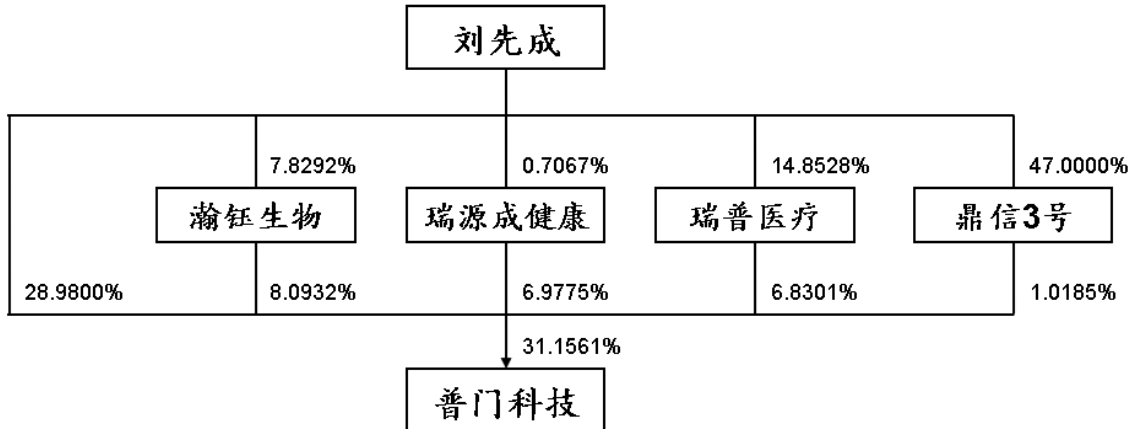 刘先成
7.8292%
0.7067%
14.8528%
47.0000%
瀚钰生物
瑞源成健康
瑞普医疗
鼎信3号
28.9800%
8.0932%
6.9775%
6.8301%
1.0185%
31.1561%
普门科技